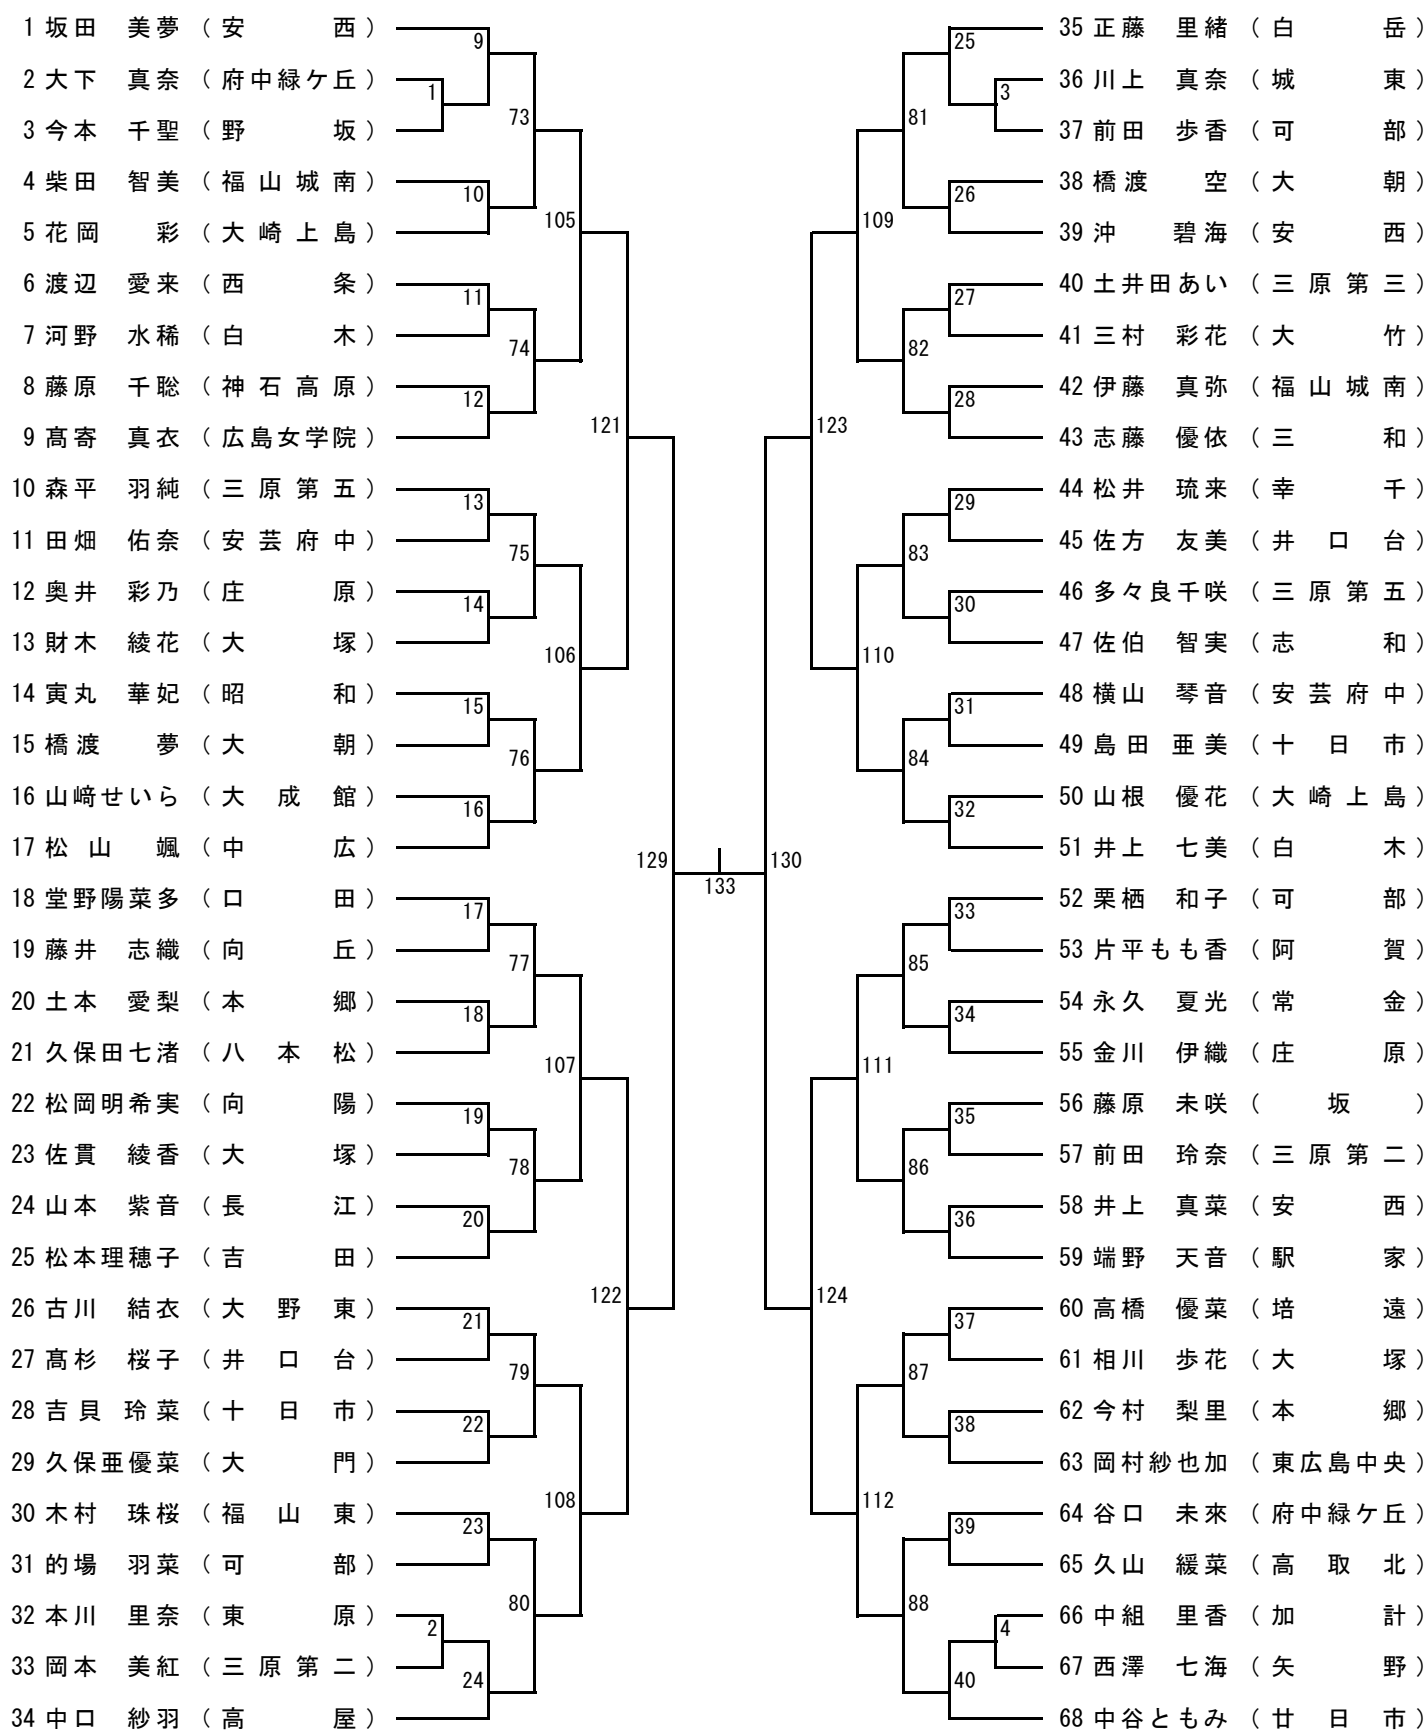 1 坂田 美夢 （ 安 西 ）
2 大下 真奈 （ 府中緑ケ丘 ）
3 今本 千聖 （ 野 坂 ）
4 柴田 智美 （ 福山城南 ）
5 花岡 彩 （ 大崎上島 ）
6 渡辺 愛来 （ 西 条 ）
7 河野 水稀 （ 白 木 ）
8 藤原 千聡 （ 神石高原 ）
9 髙寄 真衣 （ 広島女学院 ）
10 森平 羽純 （ 三原第五 ）
11 田畑 佑奈 （ 安芸府中 ）
12 奥井 彩乃 （ 庄 原 ）
13 財木 綾花 （ 大 塚 ）
14 寅丸 華妃 （ 昭 和 ）
15 橋渡 夢 （ 大 朝 ）
16 山﨑せいら （ 大 成 館 ）
17 松山 颯 （ 中 広 ）
18 堂野陽菜多 （ 口 田 ）
19 藤井 志織 （ 向 丘 ）
20 土本 愛梨 （ 本 郷 ）
21 久保田七渚 （ 八 本 松 ）
22 松岡明希実 （ 向 陽 ）
23 佐貫 綾香 （ 大 塚 ）
24 山本 紫音 （ 長 江 ）
25 松本理穂子 （ 吉 田 ）
26 古川 結衣 （ 大 野 東 ）
27 髙杉 桜子 （ 井 口 台 ）
28 吉貝 玲菜 （ 十 日 市 ）
29 久保亜優菜 （ 大 門 ）
30 木村 珠桜 （ 福 山 東 ）
31 的場 羽菜 （ 可 部 ）
32 本川 里奈 （ 東 原 ）
33 岡本 美紅 （ 三原第二 ）
34 中口 紗羽 （ 高 屋 ）
9
1
73
10
105
11
74
12
121
13
75
14
106
15
76
16
129
17
77
18
107
19
78
20
122
21
79
22
108
23
80
2
24
133
25
3
81
26
109
27
82
28
123
29
83
30
110
31
84
32
130
33
85
34
111
35
86
36
124
37
87
38
112
39
88
4
40
35 正藤 里緒 （ 白 岳 ）
36 川上 真奈 （ 城 東 ）
37 前田 歩香 （ 可 部 ）
38 橋渡 空 （ 大 朝 ）
39 沖 碧海 （ 安 西 ）
40 土井田あい （ 三原第三 ）
41 三村 彩花 （ 大 竹 ）
42 伊藤 真弥 （ 福山城南 ）
43 志藤 優依 （ 三 和 ）
44 松井 琉来 （ 幸 千 ）
45 佐方 友美 （ 井 口 台 ）
46 多々良千咲 （ 三原第五 ）
47 佐伯 智実 （ 志 和 ）
48 横山 琴音 （ 安芸府中 ）
49 島田 亜美 （ 十 日 市 ）
50 山根 優花 （ 大崎上島 ）
51 井上 七美 （ 白 木 ）
52 栗栖 和子 （ 可 部 ）
53 片平もも香 （ 阿 賀 ）
54 永久 夏光 （ 常 金 ）
55 金川 伊織 （ 庄 原 ）
56 藤原 未咲 （ 坂 ）
57 前田 玲奈 （ 三原第二 ）
58 井上 真菜 （ 安 西 ）
59 端野 天音 （ 駅 家 ）
60 高橋 優菜 （ 培 遠 ）
61 相川 歩花 （ 大 塚 ）
62 今村 梨里 （ 本 郷 ）
63 岡村紗也加 （ 東広島中央 ）
64 谷口 未來 （ 府中緑ケ丘 ）
65 久山 緩菜 （ 高 取 北 ）
66 中組 里香 （ 加 計 ）
67 西澤 七海 （ 矢 野 ）
68 中谷ともみ （ 廿 日 市 ）